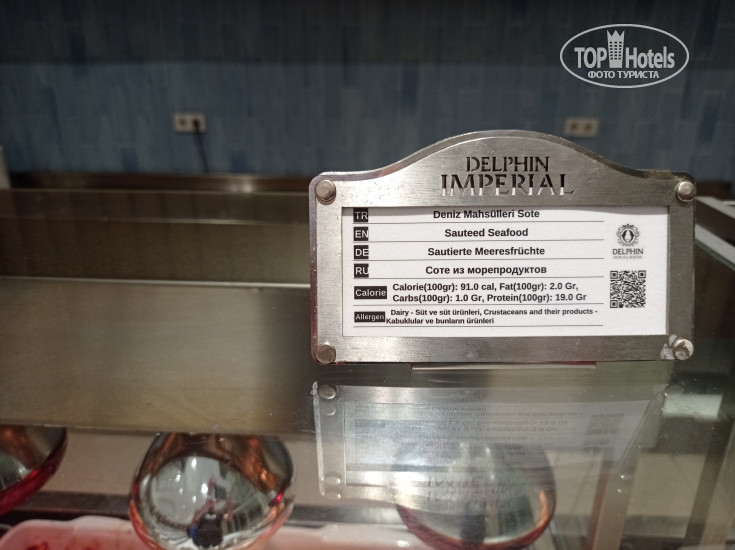 TOP Hotels
ФОТО ТУРИСТА
DELPHIN
IMPERIAL
TR Deniz Mahsülleri Sote
EN Sauteed Seafood
DE Sautierte Meeresfrüchte
RU Соте из морепродуктов
Calorie Calorie(100gr): 91.0 cal, Fat(100gr): 2.0 Gr,
Carbs(100gr): 1.0 Gr, Protein(100gr): 19.0 Gr
Allergen Dairy - Süt ve süt ürünleri, Crustaceans and their products -
Kabuklular ve bunların ürünleri
DELPHIN